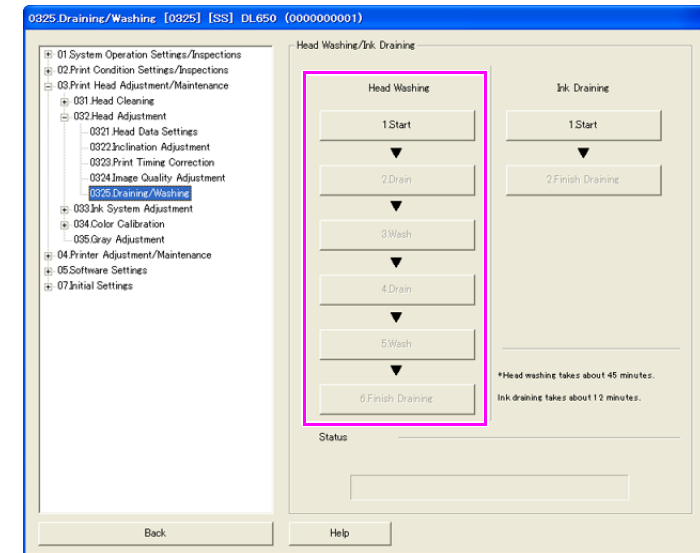 0325.Draining/Washing [0325] [SS] DL650 (0000000001)
01.System Operation Settings/Inspections
02.Print Condition Settings/Inspections
03.Print Head Adjustment/Maintenance
031.Head Cleaning
032.Head Adjustment
0321.Head Data Settings
0322.Inclination Adjustment
0323.Print Timing Correction
0324.Image Quality Adjustment
0325.Draining/Washing
033.Ink System Adjustment
034.Color Calibration
035.Gray Adjustment
04.Printer Adjustment/Maintenance
05.Software Settings
07.Initial Settings
Head Washing/Ink Draining
Head Washing
1.Start
2.Drain
3.Wash
4.Drain
5.Wash
6.Finish Draining
Ink Draining
1.Start
2.Finish Draining
*Head washing takes about 45 minutes.
Ink draining takes about 12 minutes.
Status
Back
Help